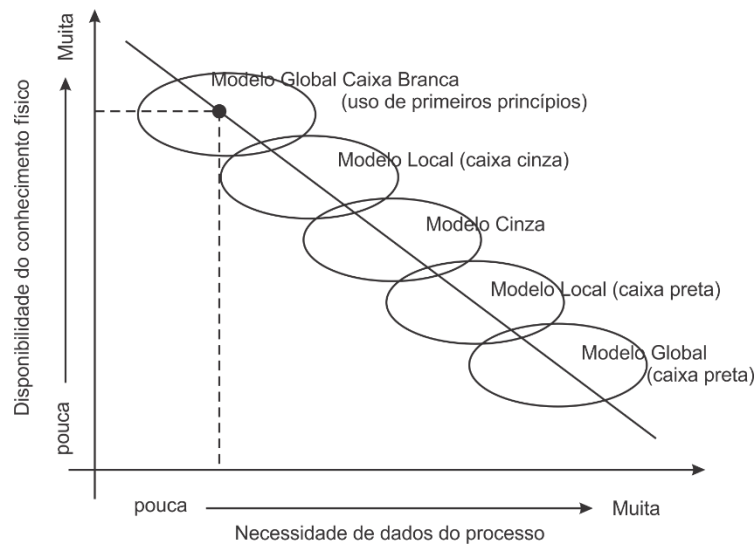 Muita
Disponibilidade do conhecimento físico
pouca
Modelo Global Caixa Branca
(uso de primeiros princípios)
Modelo Local (caixa cinza)
Modelo Cinza
Modelo Local (caixa preta)
Modelo Global
(caixa preta)
pouca
Muita
Necessidade de dados do processo